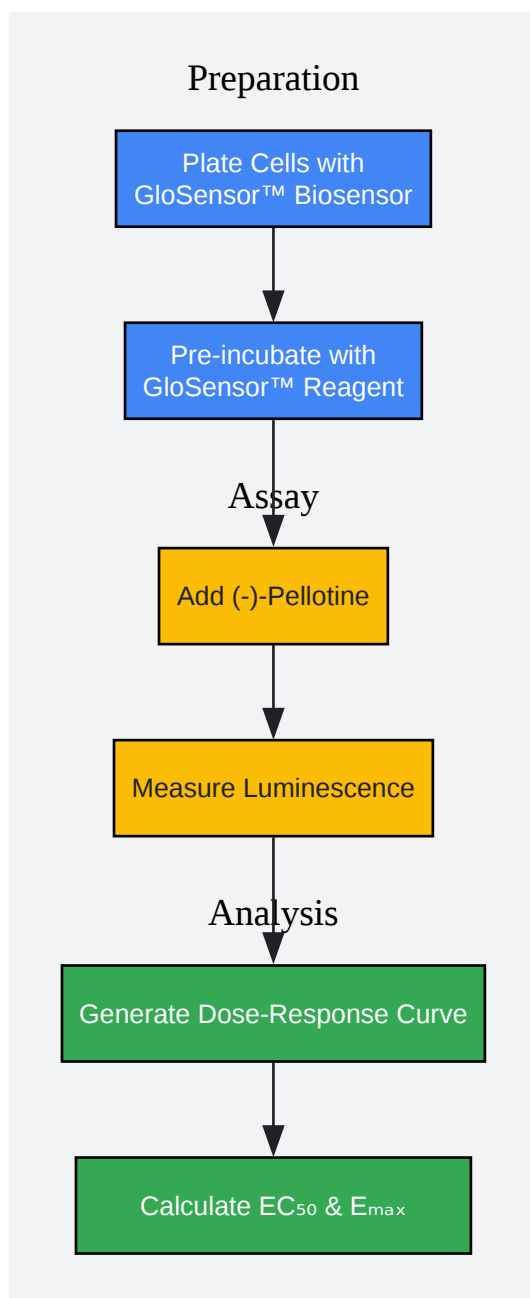 Preparation
Plate Cells with
GloSensor™ Biosensor
Pre-incubate with
GloSensor™ Reagent
Assay
Add (-)-Pellotine
Measure Luminescence
Analysis
Generate Dose-Response Curve
Calculate EC₅₀ & Eₘₐₓ